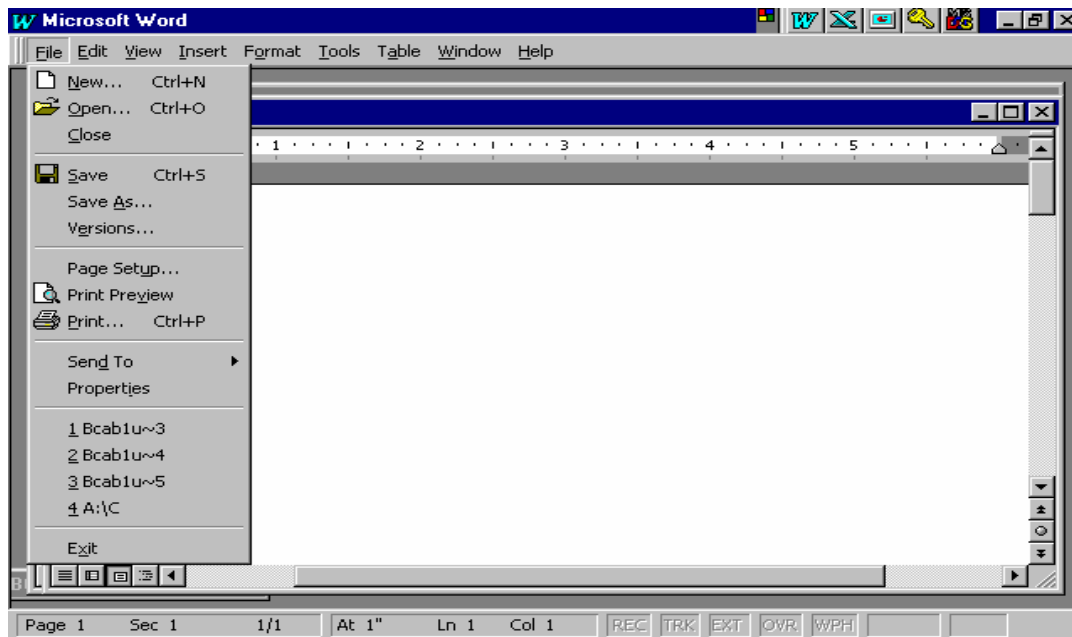 Microsoft Word
File Edit View Insert Format Tools Table Window Help
New... Ctrl+N
Open... Ctrl+O
Close
Save Ctrl+S
Save As...
Versions...
Page Setup...
Print Preview
Print... Ctrl+P
Send To
Properties
1 Bcab1u~3
2 Bcab1u~4
3 Bcab1u~5
4 A:\C
Exit
1 2 3 4 5
Page 1 Sec 1 1/1 At 1" Ln 1 Col 1 REC TRK EXT OVR WPH